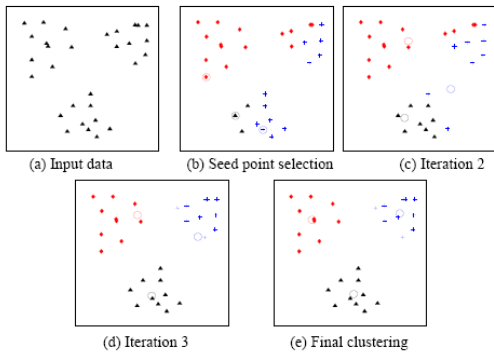 (a) Input data
(b) Seed point selection
(c) Iteration 2
(d) Iteration 3
(e) Final clustering